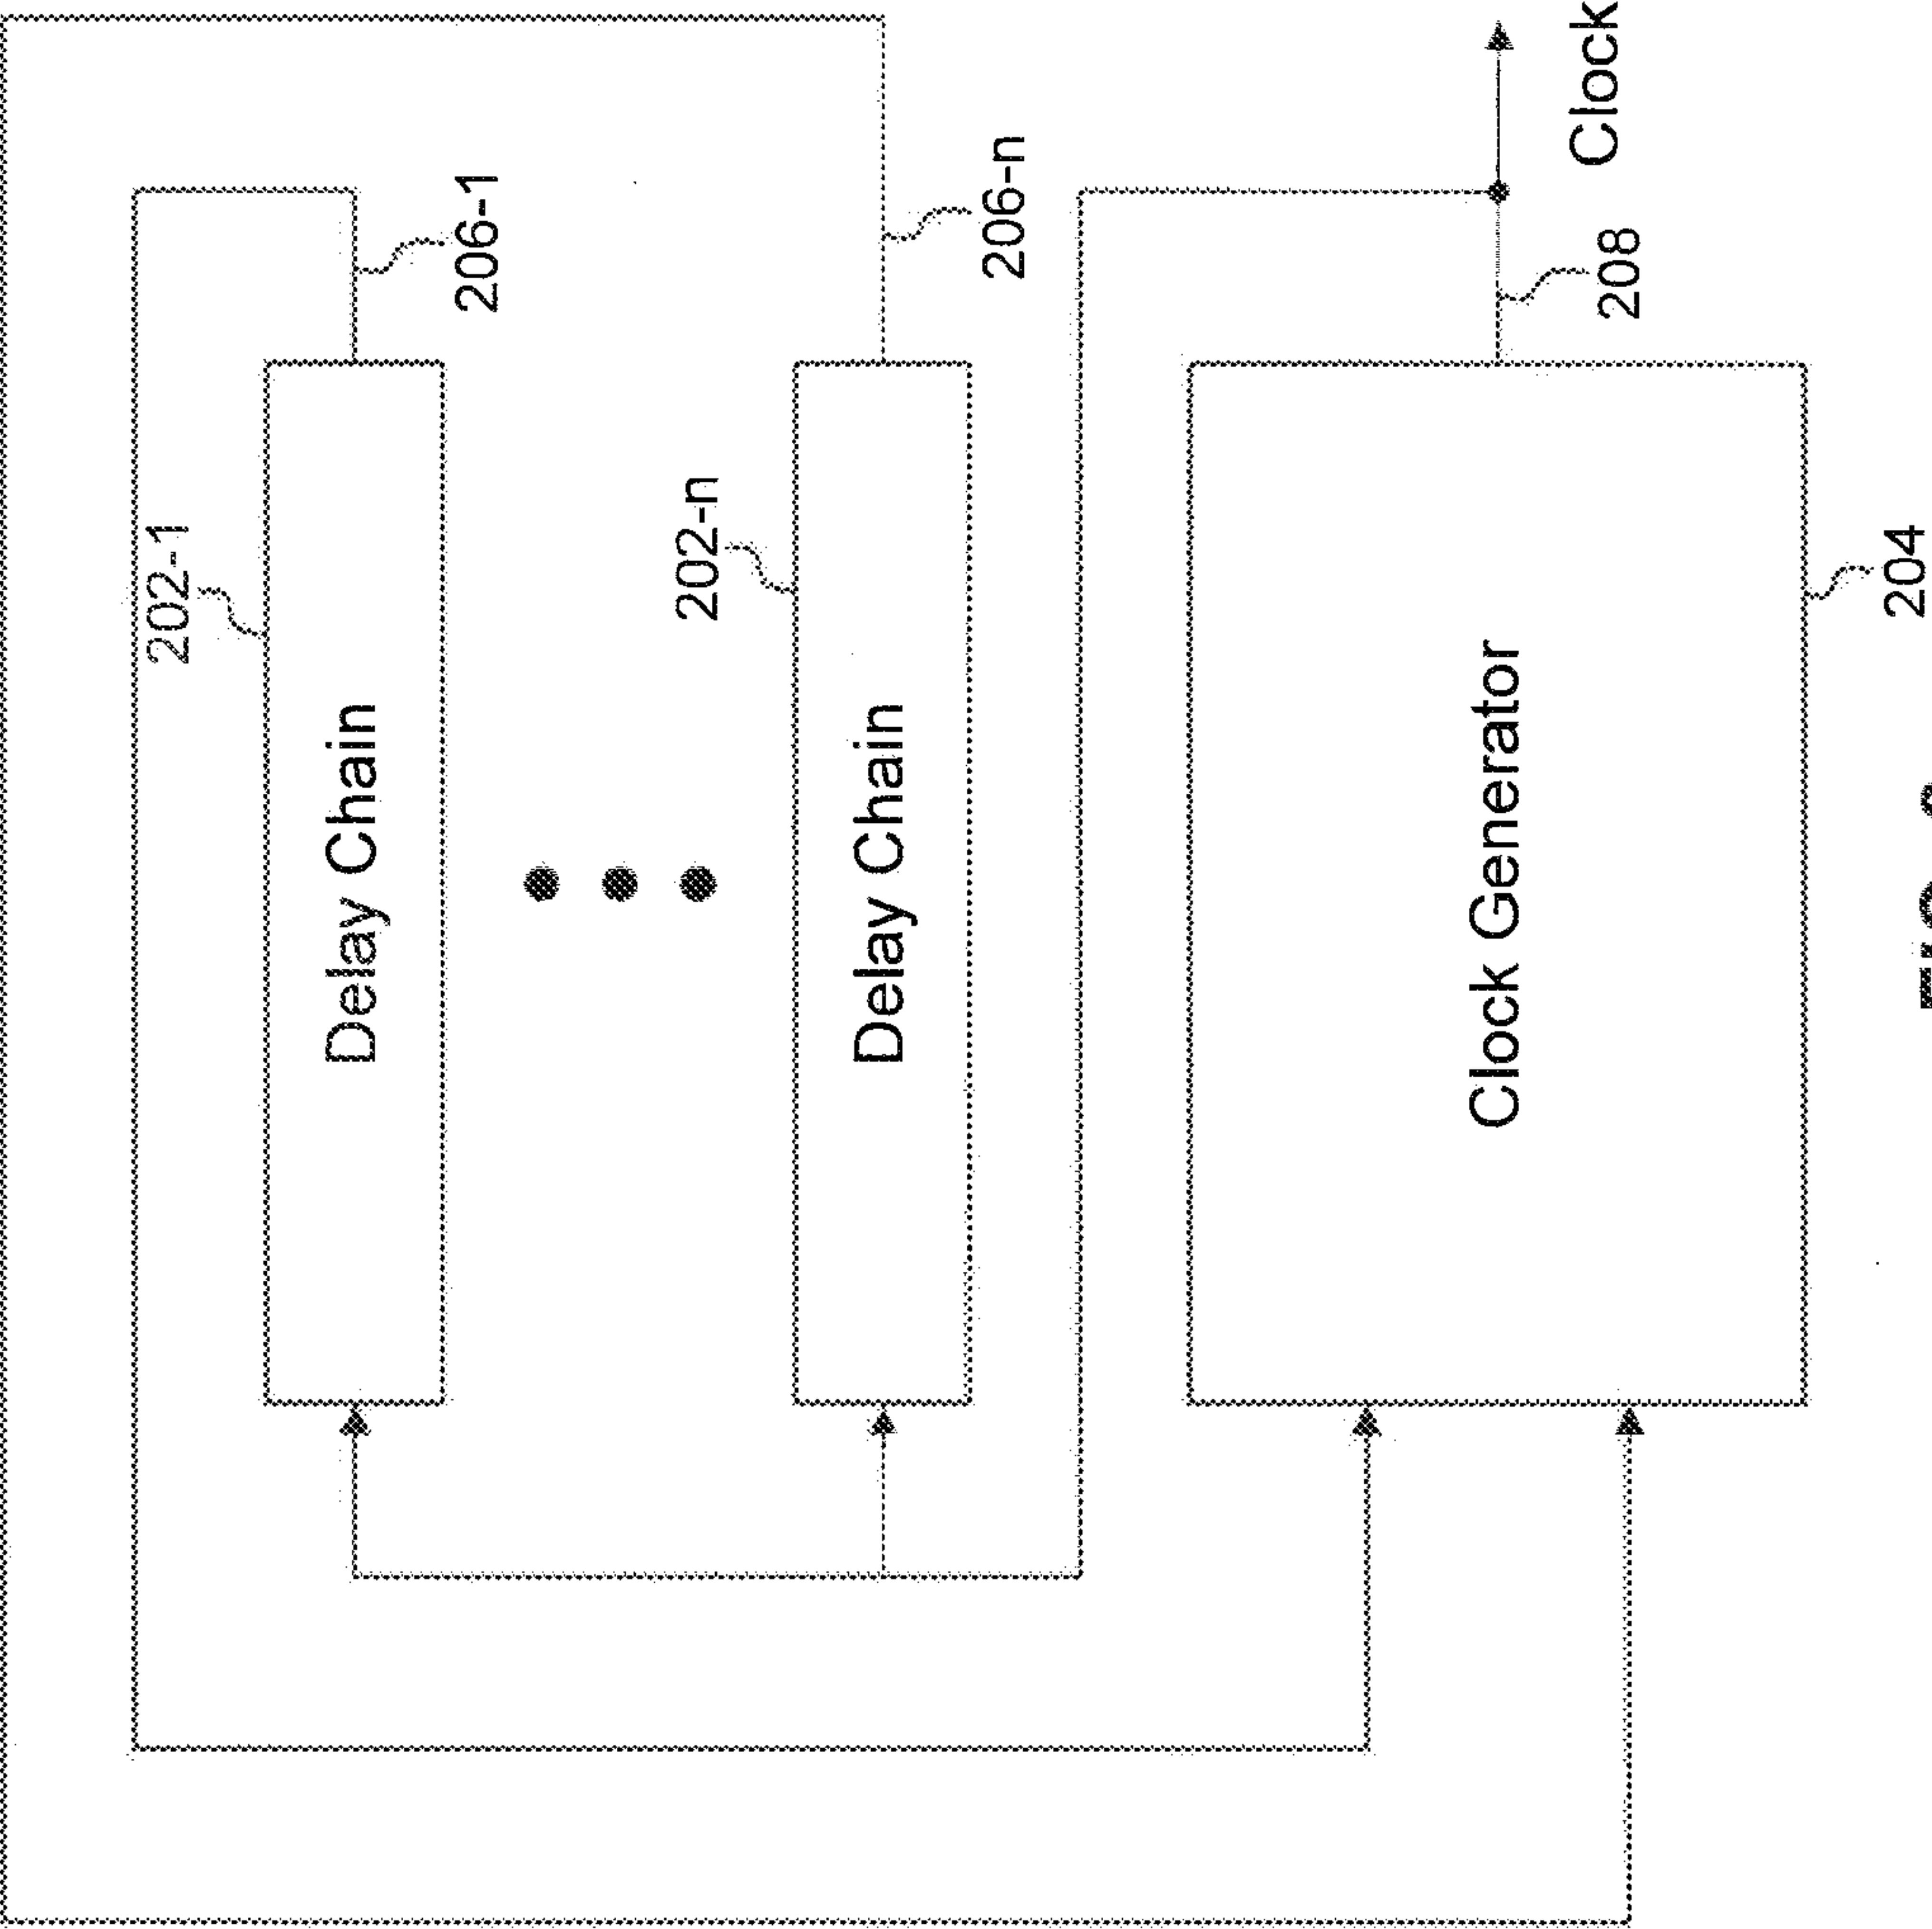 202-1
Delay Chain
206-1
202-n
Delay Chain
206-n
Clock Generator
208
Clock
204